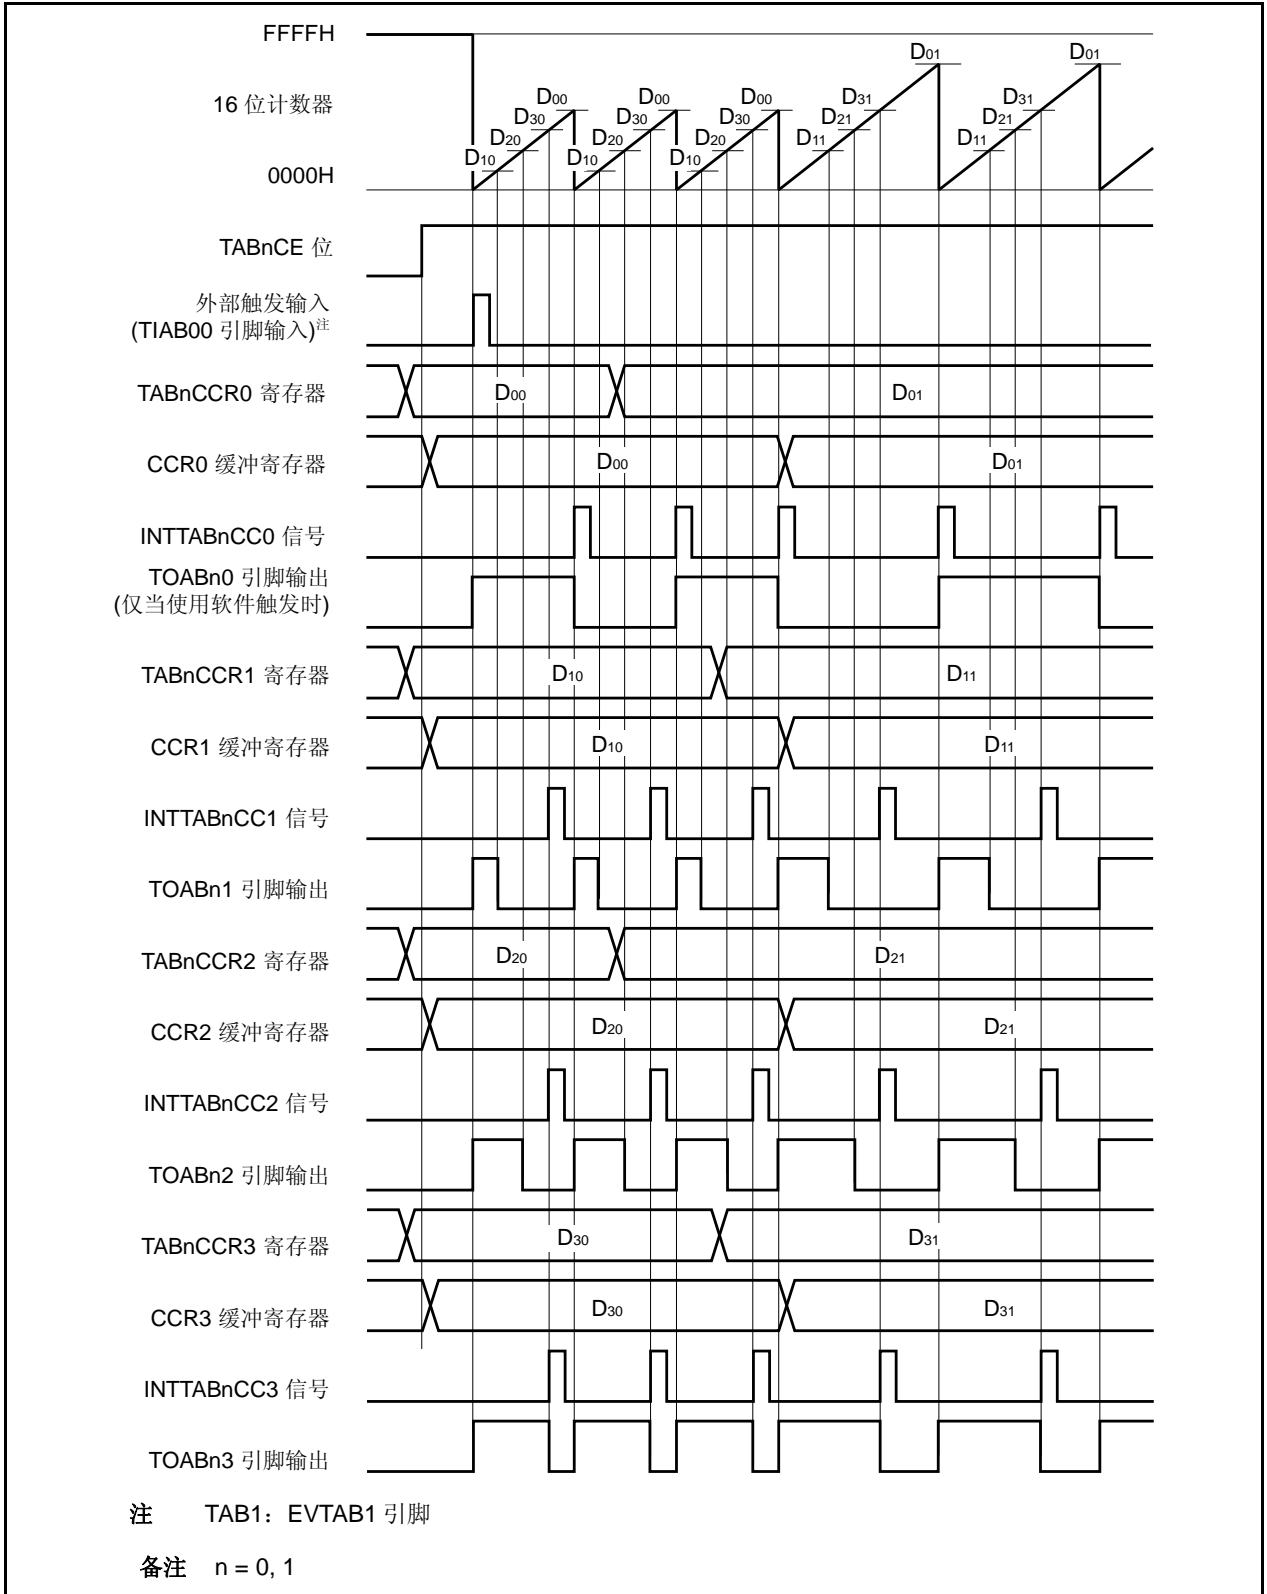 FFFFH
D01 D01
16 位计数器
D00 D00 D00 D31 D31
D30 D30 D30 D21 D21
D20 D20 D20 D11 D11
D10 D10 D10
0000H
TABnCE 位
外部触发输入
(TIAB00 引脚输入)注
TABnCCR0 寄存器 D00 D01
CCR0 缓冲寄存器 D00 D01
INTTABnCC0 信号
TOABn0 引脚输出
(仅当使用软件触发时)
TABnCCR1 寄存器 D10 D11
CCR1 缓冲寄存器 D10 D11
INTTABnCC1 信号
TOABn1 引脚输出
TABnCCR2 寄存器 D20 D21
CCR2 缓冲寄存器 D20 D21
INTTABnCC2 信号
TOABn2 引脚输出
TABnCCR3 寄存器 D30 D31
CCR3 缓冲寄存器 D30 D31
INTTABnCC3 信号
TOABn3 引脚输出
注 TAB1：EVTAB1 引脚
备注 n = 0, 1